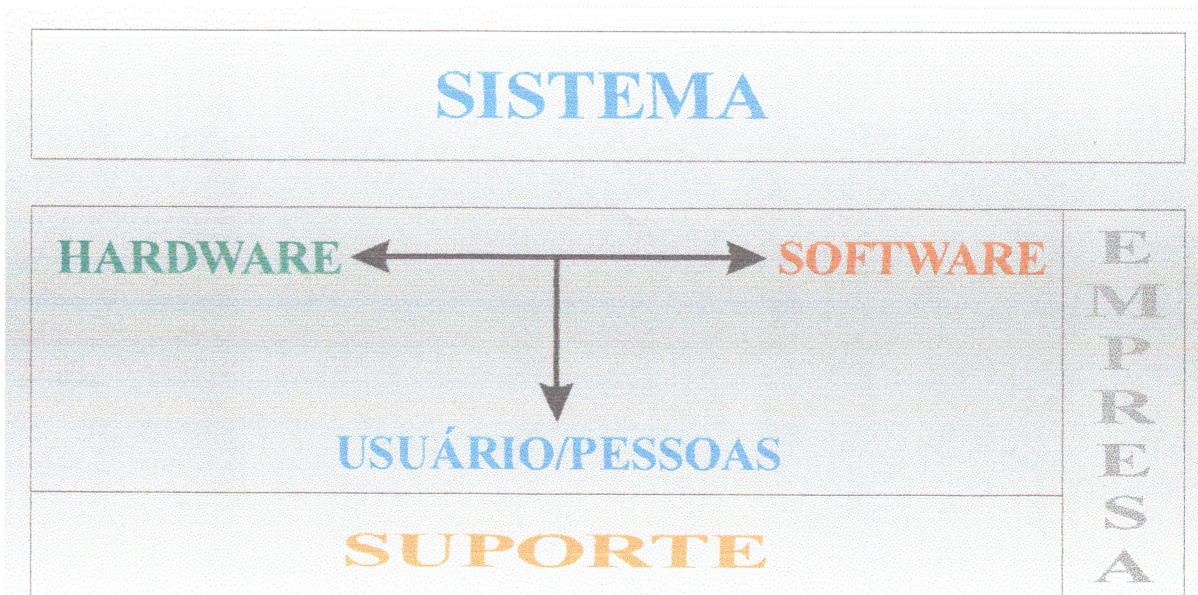 SISTEMA
HARDWARE SOFTWARE
USUÁRIO/PESSOAS
SUPORTE
EMPRESA